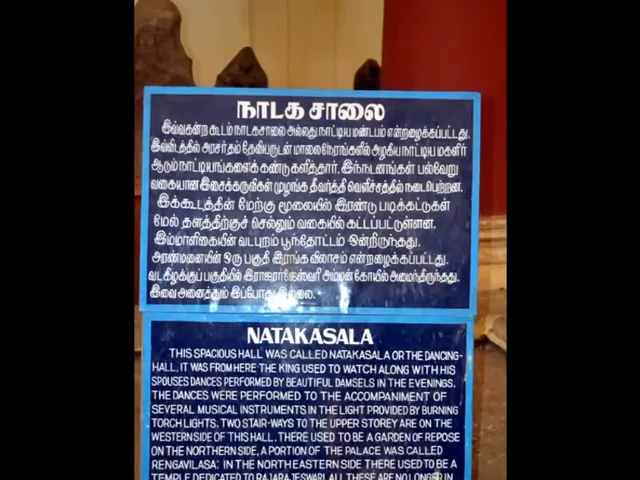 நாடக சாலை
இவ்வகன்ற கூடம் நாடகசாலை அல்லது நாட்டிய மண்டபம் என்றழைக்கப்பட்டது.
இவ்விடத்தில் அரசர் தம் தேவியருடன் மாலைநேரங்களில் அழகிய நாட்டிய மகளிர்
ஆடும் நாட்டியங்களைக் கண்டு களித்தார். இந்நடனங்கள் பல்வேறு
வகையான இசைக்கருவிகள் முழங்க தீவர்த்தி வெளிச்சத்தில் நடைபெற்றன.
இக்கூடத்தின் மேற்கு மூலையில் இரண்டு படிக்கட்டுகள்
மேல் தளத்திற்குச் செல்லும் வகையில் கட்டப்பட்டுள்ளன.
இம்மாளிகையின் வடபுறம் பூந்தோட்டம் ஒன்றிருந்தது.
அரண்மனையின் ஒரு பகுதி இரங்க விலாசம் என்றழைக்கப்பட்டது.
வடகிழக்குப் பகுதியில் இராஜராஜேஸ்வரி அம்மன் கோயில் அமைந்திருந்தது.
இவை அனைத்தும் இப்போது இல்லை.
NATAKASALA
THIS SPACIOUS HALL WAS CALLED NATAKASALA OR THE DANCING-
HALL, IT WAS FROM HERE THE KING USED TO WATCH ALONG WITH HIS
SPOUSES DANCES PERFORMED BY BEAUTIFUL DAMSELS IN THE EVENINGS.
THE DANCES WERE PERFORMED TO THE ACCOMPANIMENT OF
SEVERAL MUSICAL INSTRUMENTS IN THE LIGHT PROVIDED BY BURNING
TORCH LIGHTS. TWO STAIR-WAYS TO THE UPPER STOREY ARE ON THE
WESTERN SIDE OF THIS HALL. THERE USED TO BE A GARDEN OF REPOSE
ON THE NORTHERN SIDE, A PORTION OF THE PALACE WAS CALLED
RENGAVILASA: IN THE NORTH EASTERN SIDE THERE USED TO BE A
TEMPLE DEDICATED TO RAJARAJESWARI. ALL THESE ARE NO LONGER IN